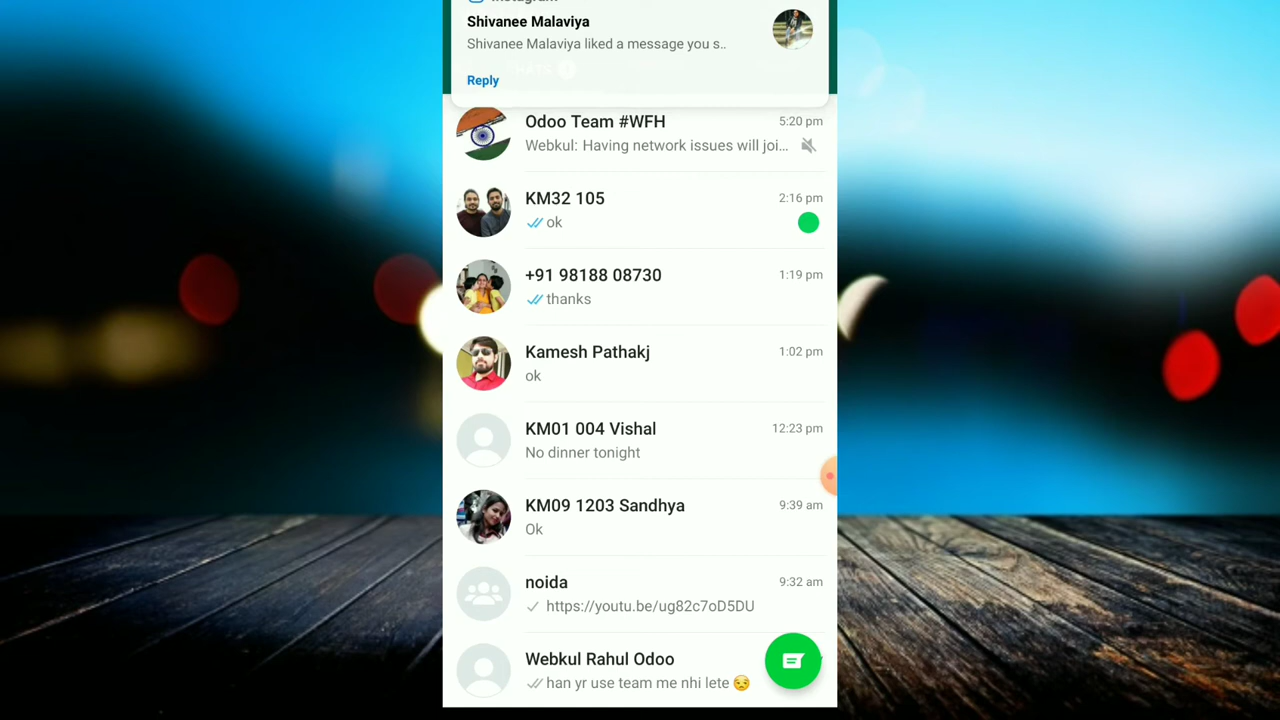 Instagram
Shivanee Malaviya
Shivanee Malaviya liked a message you s..
Reply
Odoo Team #WFH
5:20 pm
Webkul: Having network issues will joi...
KM32 105
2:16 pm
ok
+91 98188 08730
1:19 pm
thanks
Kamesh Pathakj
1:02 pm
ok
KM01 004 Vishal
12:23 pm
No dinner tonight
KM09 1203 Sandhya
9:39 am
Ok
noida
9:32 am
https://youtu.be/ug82c7oD5DU
Webkul Rahul Odoo
han yr use team me nhi lete 😒